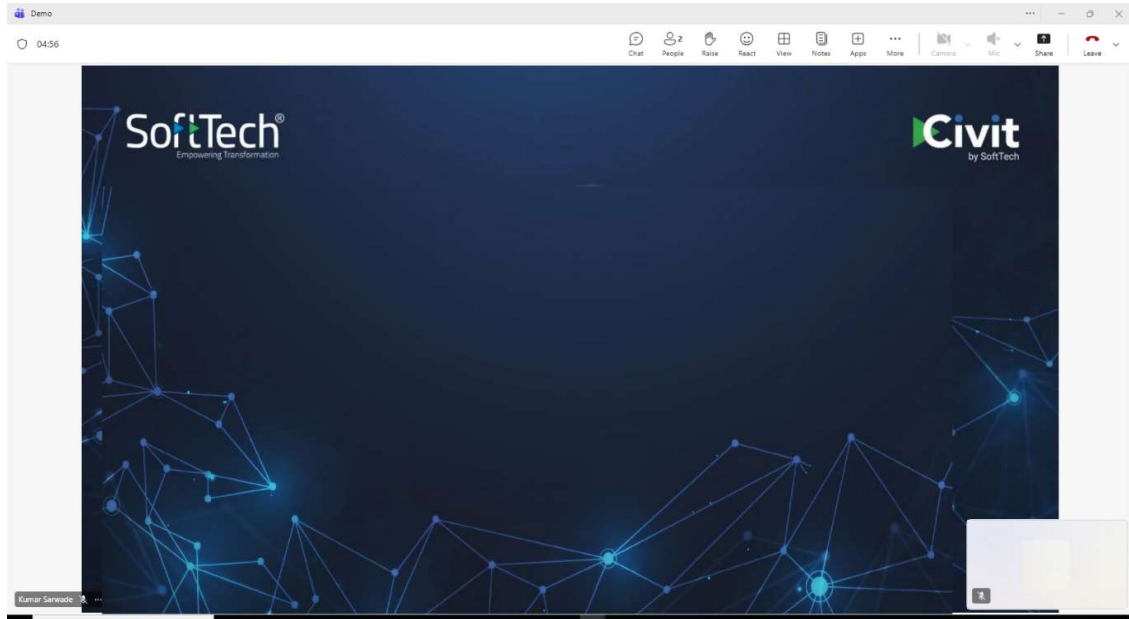 Demo
04:56
Chat
2
People
Raise
React
View
Notes
Apps
More
Camera
Mic
Share
Leave
SoftTech®
Empowering Transformation
Civit
by SoftTech
Kumar Sarwade